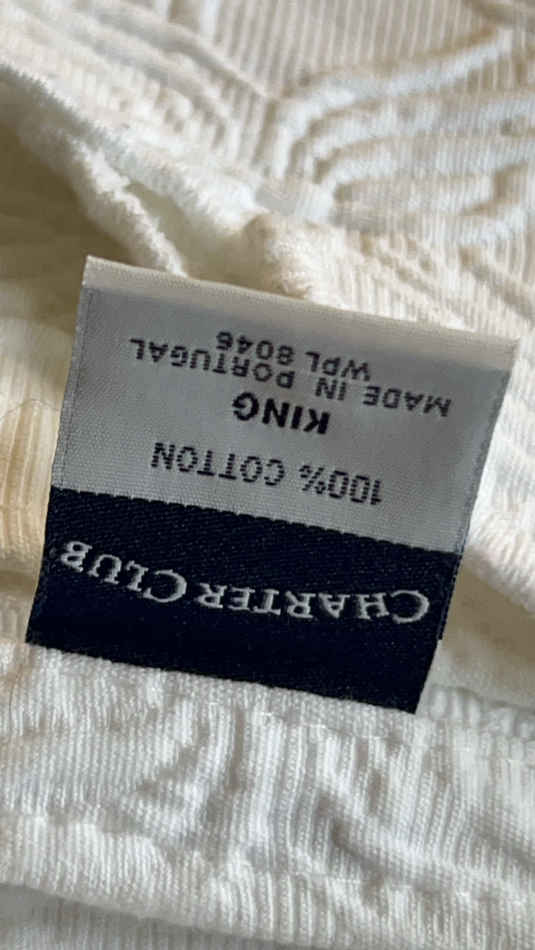 CHARTER CLUB
100% COTTON
KING
MADE IN PORTUGAL
WPL 8046